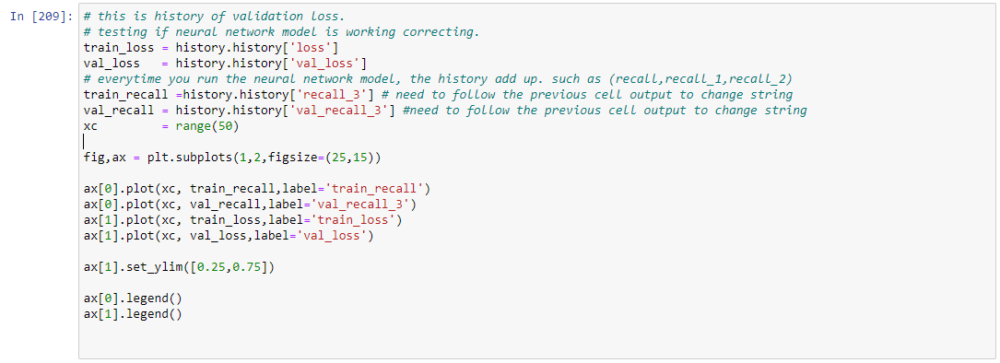 In [209]: # this is history of validation loss.
# testing if neural network model is working correcting.
train_loss = history.history['loss']
val_loss   = history.history['val_loss']
# everytime you run the neural network model, the history add up. such as (recall,recall_1,recall_2)
train_recall =history.history['recall_3'] # need to follow the previous cell output to change string
val_recall = history.history['val_recall_3'] #need to follow the previous cell output to change string
xc         = range(50)
fig,ax = plt.subplots(1,2,figsize=(25,15))
ax[0].plot(xc, train_recall,label='train_recall')
ax[0].plot(xc, val_recall,label='val_recall_3')
ax[1].plot(xc, train_loss,label='train_loss')
ax[1].plot(xc, val_loss,label='val_loss')
ax[1].set_ylim([0.25,0.75])
ax[0].legend()
ax[1].legend()